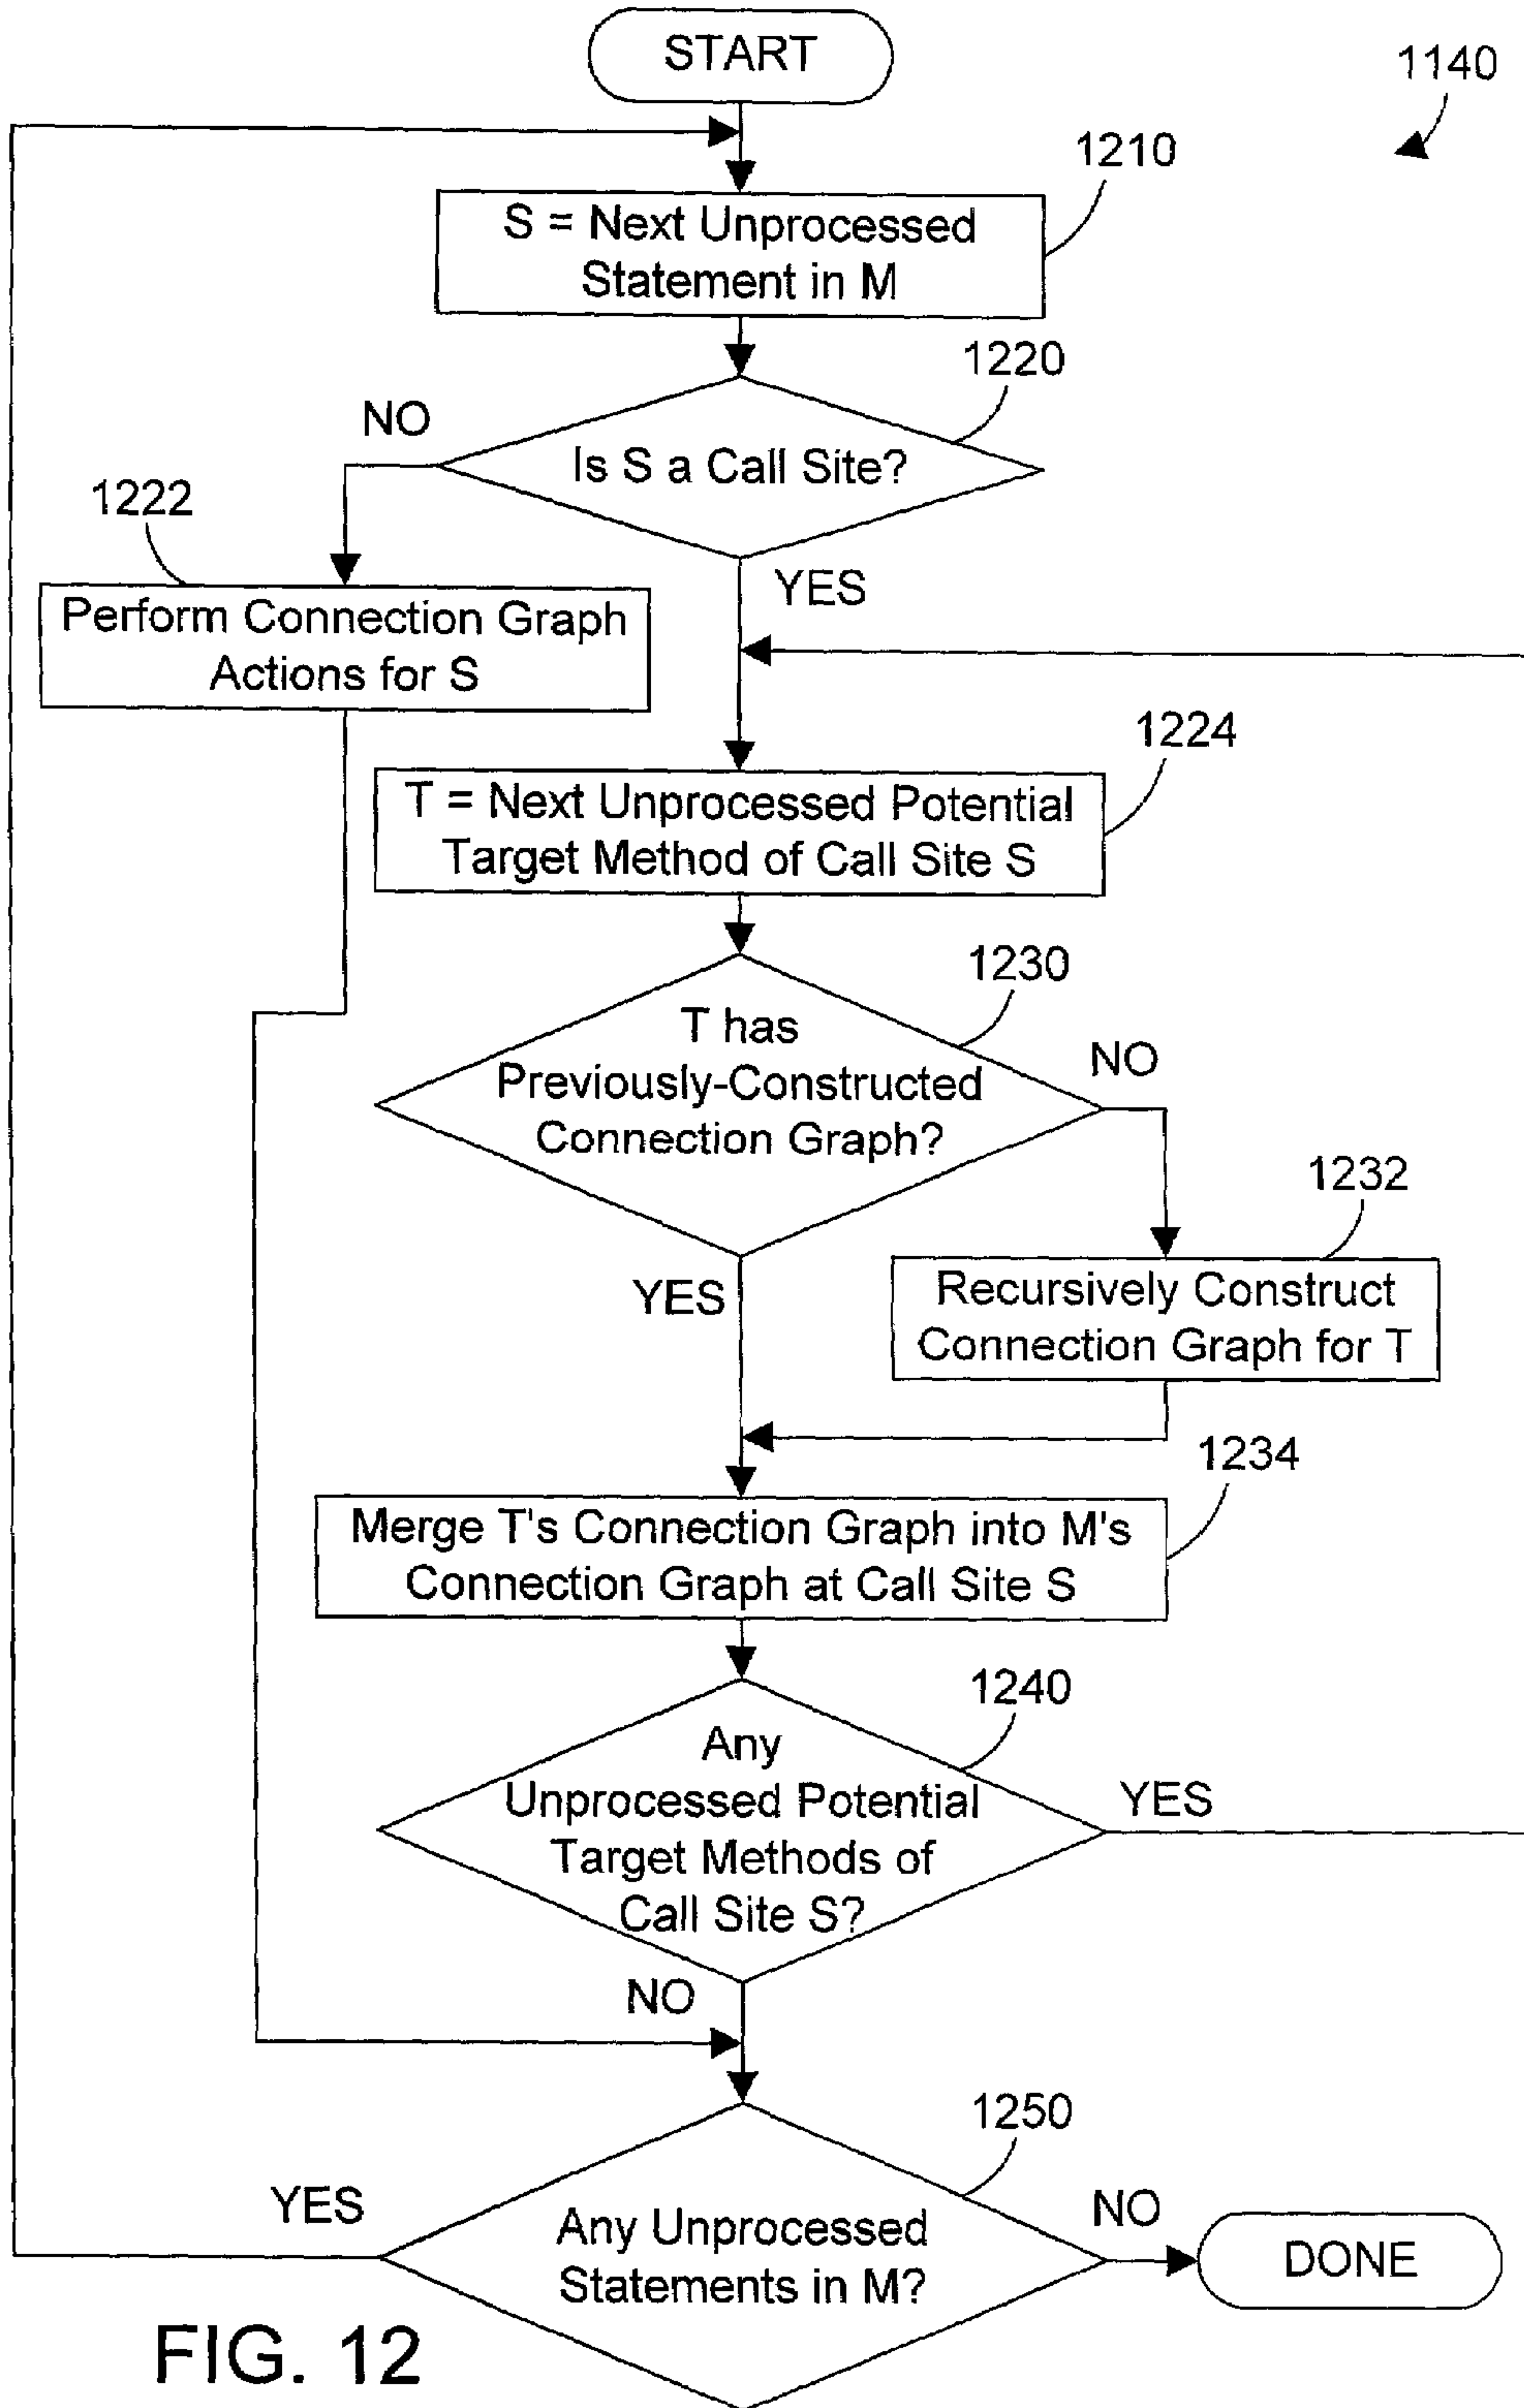 START
1140
1210
S = Next Unprocessed
Statement in M
1220
NO
Is S a Call Site?
1222
YES
Perform Connection Graph
Actions for S
1224
T = Next Unprocessed Potential
Target Method of Call Site S
1230
T has
Previously-Constructed
Connection Graph?
NO
1232
YES
Recursively Construct
Connection Graph for T
1234
Merge T's Connection Graph into M's
Connection Graph at Call Site S
1240
Any
Unprocessed Potential
Target Methods of
Call Site S?
YES
NO
1250
YES
Any Unprocessed
Statements in M?
NO
DONE
FIG. 12